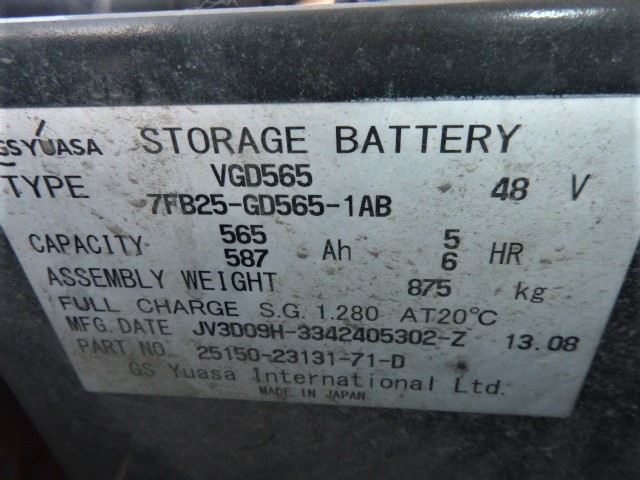 GS YUASA STORAGE BATTERY
TYPE VGD565 48 V
7FB25-GD565-1AB
CAPACITY 565 Ah 5 HR
587 6
ASSEMBLY WEIGHT 875 kg
FULL CHARGE S.G. 1.280 AT20℃
MFG. DATE JV3D09H-3342405302-Z 13.08
PART NO. 25150-23131-71-D
GS Yuasa International Ltd.
MADE IN JAPAN